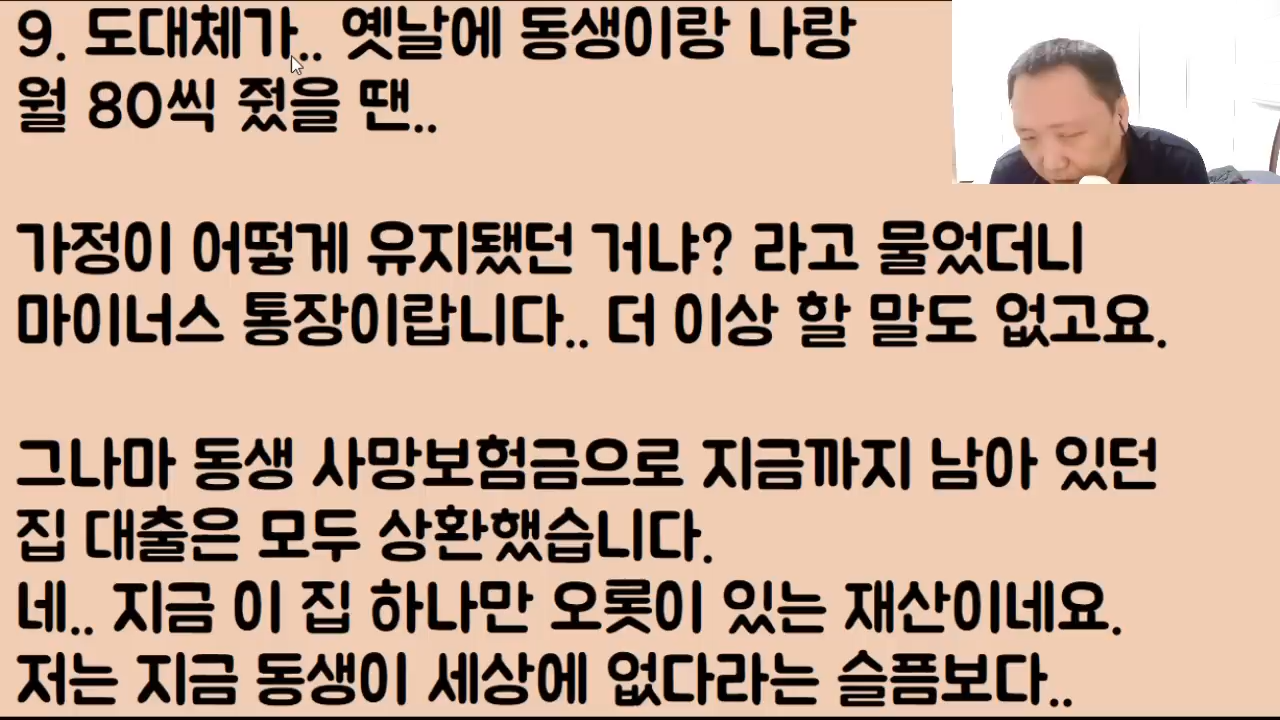 9. 도대체가.. 옛날에 동생이랑 나랑
월 80씩 줬을 땐..
가정이 어떻게 유지됐던 거냐? 라고 물었더니
마이너스 통장이랍니다.. 더 이상 할 말도 없고요.
그나마 동생 사망보험금으로 지금까지 남아 있던
집 대출은 모두 상환했습니다.
네.. 지금 이 집 하나만 오롯이 있는 재산이네요.
저는 지금 동생이 세상에 없다라는 슬픔보다..